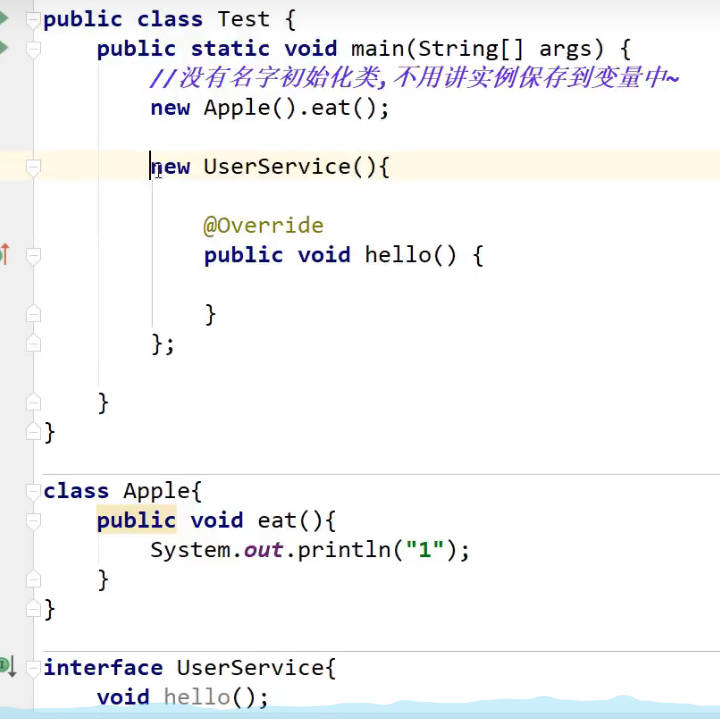 public class Test {
public static void main(String[] args) {
//没有名字初始化类,不用讲实例保存到变量中~
new Apple().eat();
new UserService(){
@Override
public void hello() {
}
};
}
}
class Apple{
public void eat(){
System.out.println("1");
}
}
interface UserService{
void hello();